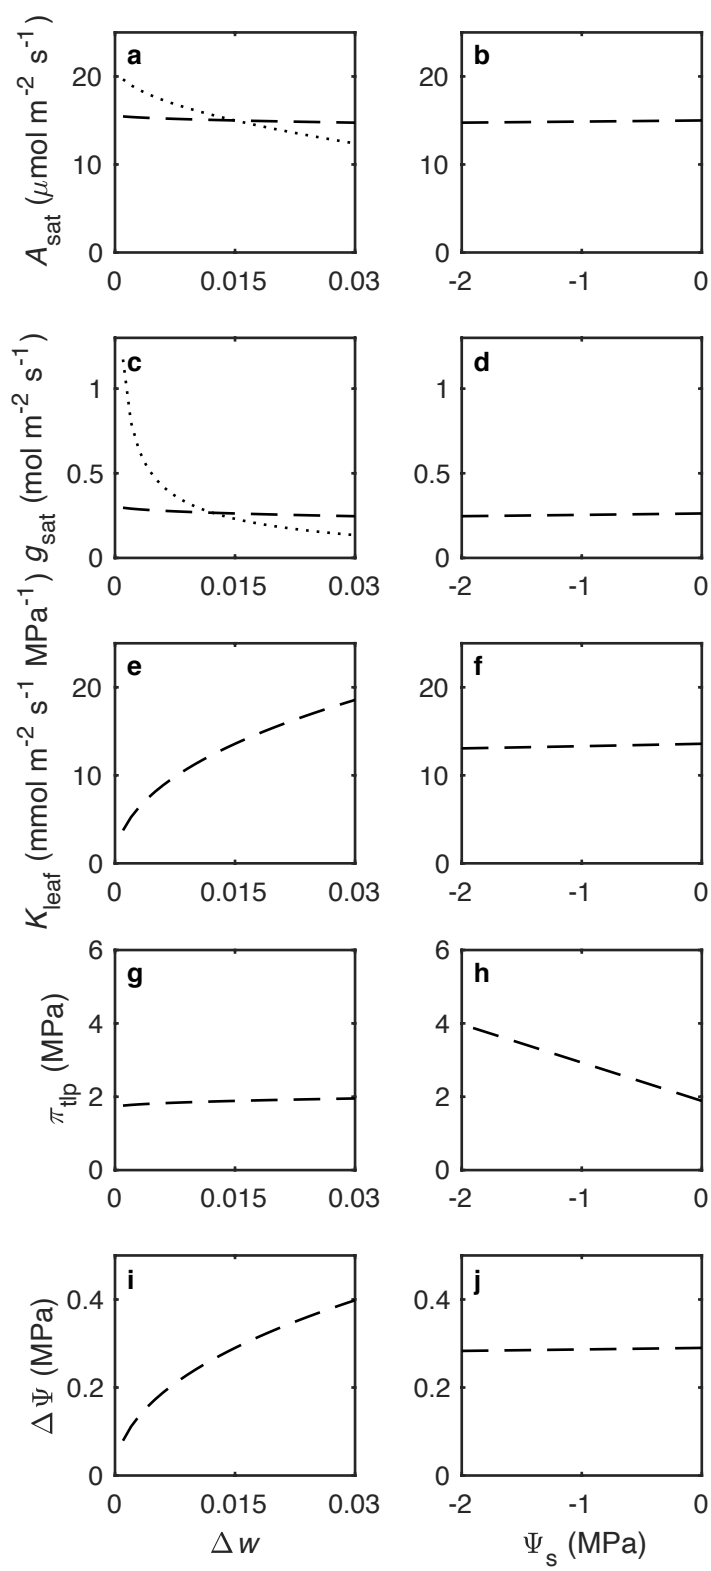 A_sat (μmol m⁻² s⁻¹)
a
20
10
0
0 0.015 0.03
b
20
10
0
-2 -1 0
g_sat (mol m⁻² s⁻¹)
c
1
0.5
0
0 0.015 0.03
d
1
0.5
0
-2 -1 0
K_leaf (mmol m⁻² s⁻¹ MPa⁻¹)
e
20
10
0
0 0.015 0.03
f
20
10
0
-2 -1 0
π_tlp (MPa)
g
6
4
2
0
0 0.015 0.03
h
6
4
2
0
-2 -1 0
ΔΨ (MPa)
i
0.4
0.2
0
0 0.015 0.03
j
0.4
0.2
0
-2 -1 0
Δw
Ψ_s (MPa)